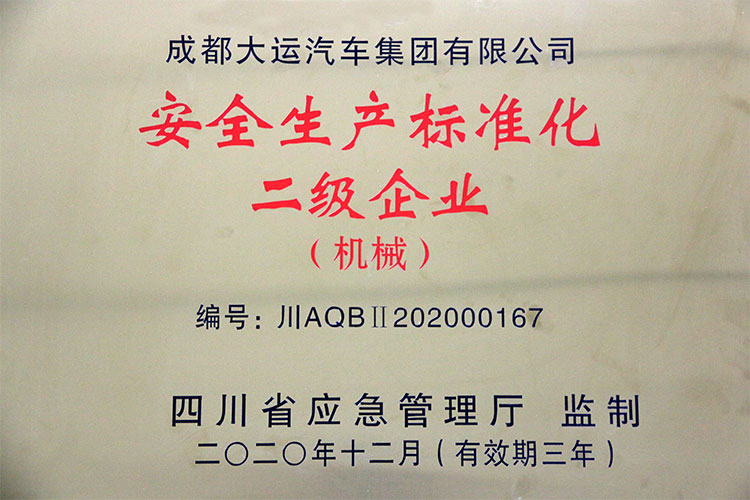 成都大运汽车集团有限公司
安全生产标准化
二级企业
（机械）
编号：川AQBⅡ202000167
四川省应急管理厅 监制
二〇二〇年十二月（有效期三年）